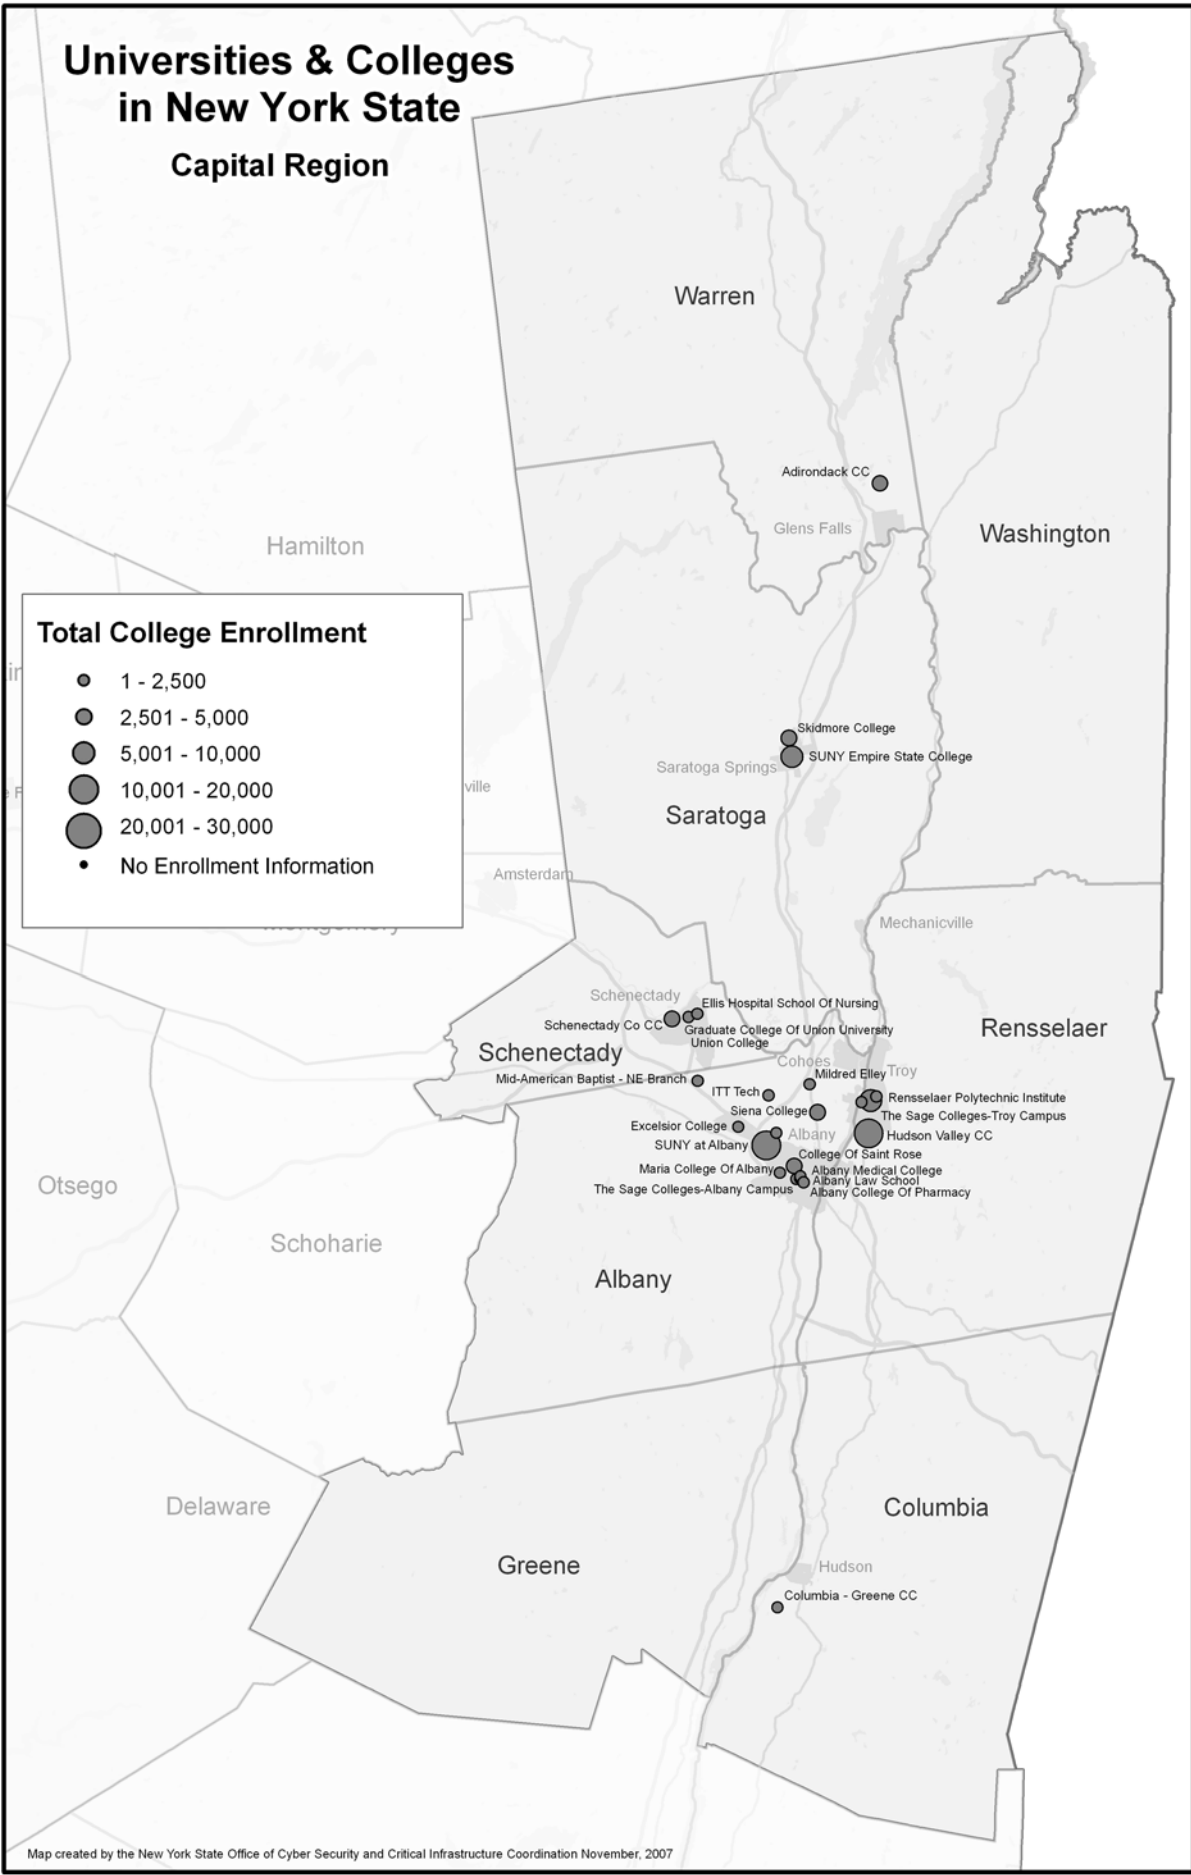 Universities & Colleges
in New York State
Capital Region
Warren
Adirondack CC
Glens Falls
Washington
Hamilton
Total College Enrollment
1 - 2,500
2,501 - 5,000
5,001 - 10,000
10,001 - 20,000
20,001 - 30,000
No Enrollment Information
ville
Skidmore College
SUNY Empire State College
Saratoga Springs
Saratoga
Amsterdam
Montgomery
Mechanicville
Schenectady
Ellis Hospital School Of Nursing
Schenectady Co CC
Graduate College Of Union University
Union College
Rensselaer
Schenectady
Cohoes
Mid-American Baptist - NE Branch
Mildred Elley
Troy
ITT Tech
Rensselaer Polytechnic Institute
Siena College
The Sage Colleges-Troy Campus
Excelsior College
Albany
Hudson Valley CC
SUNY at Albany
College Of Saint Rose
Maria College Of Albany
Albany Medical College
Albany Law School
The Sage Colleges-Albany Campus
Albany College Of Pharmacy
Otsego
Schoharie
Albany
Delaware
Columbia
Greene
Hudson
Columbia - Greene CC
Map created by the New York State Office of Cyber Security and Critical Infrastructure Coordination November, 2007